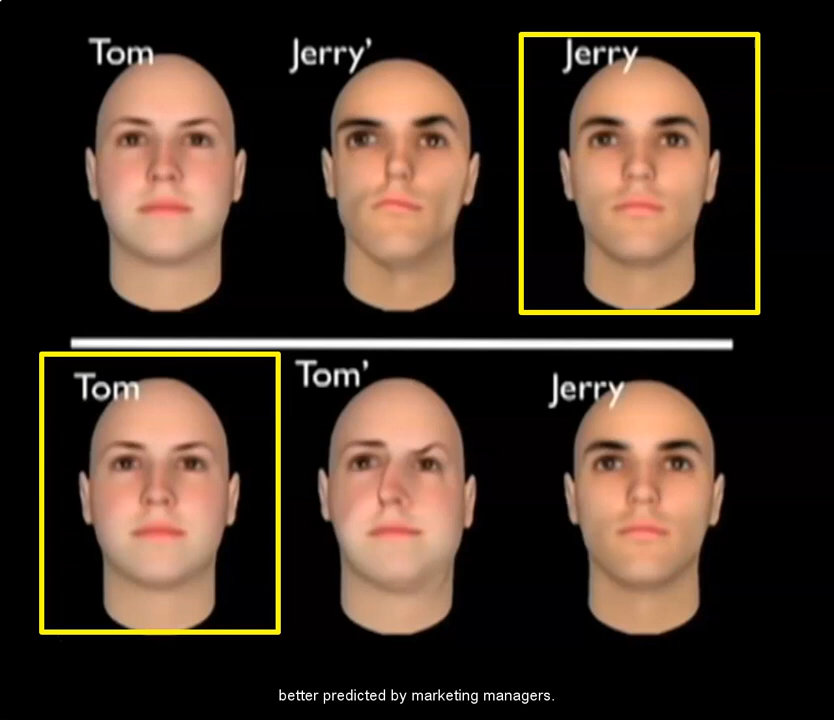 Tom Jerry’ Jerry
Tom Tom’ Jerry
better predicted by marketing managers.